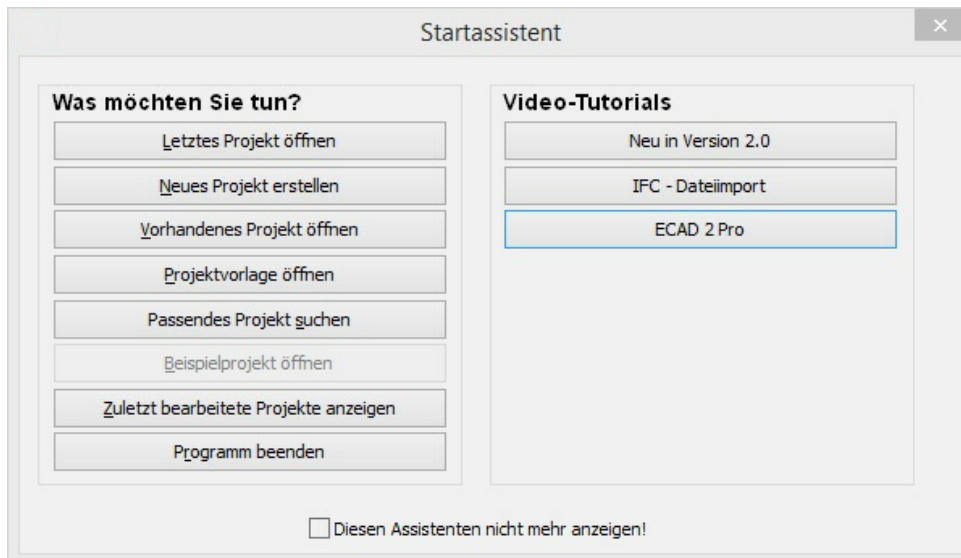 Startassistent
Was möchten Sie tun?
Letztes Projekt öffnen
Neues Projekt erstellen
Vorhandenes Projekt öffnen
Projektvorlage öffnen
Passendes Projekt suchen
Beispielprojekt öffnen
Zuletzt bearbeitete Projekte anzeigen
Programm beenden
Video-Tutorials
Neu in Version 2.0
IFC - Dateiimport
ECAD 2 Pro
Diesen Assistenten nicht mehr anzeigen!